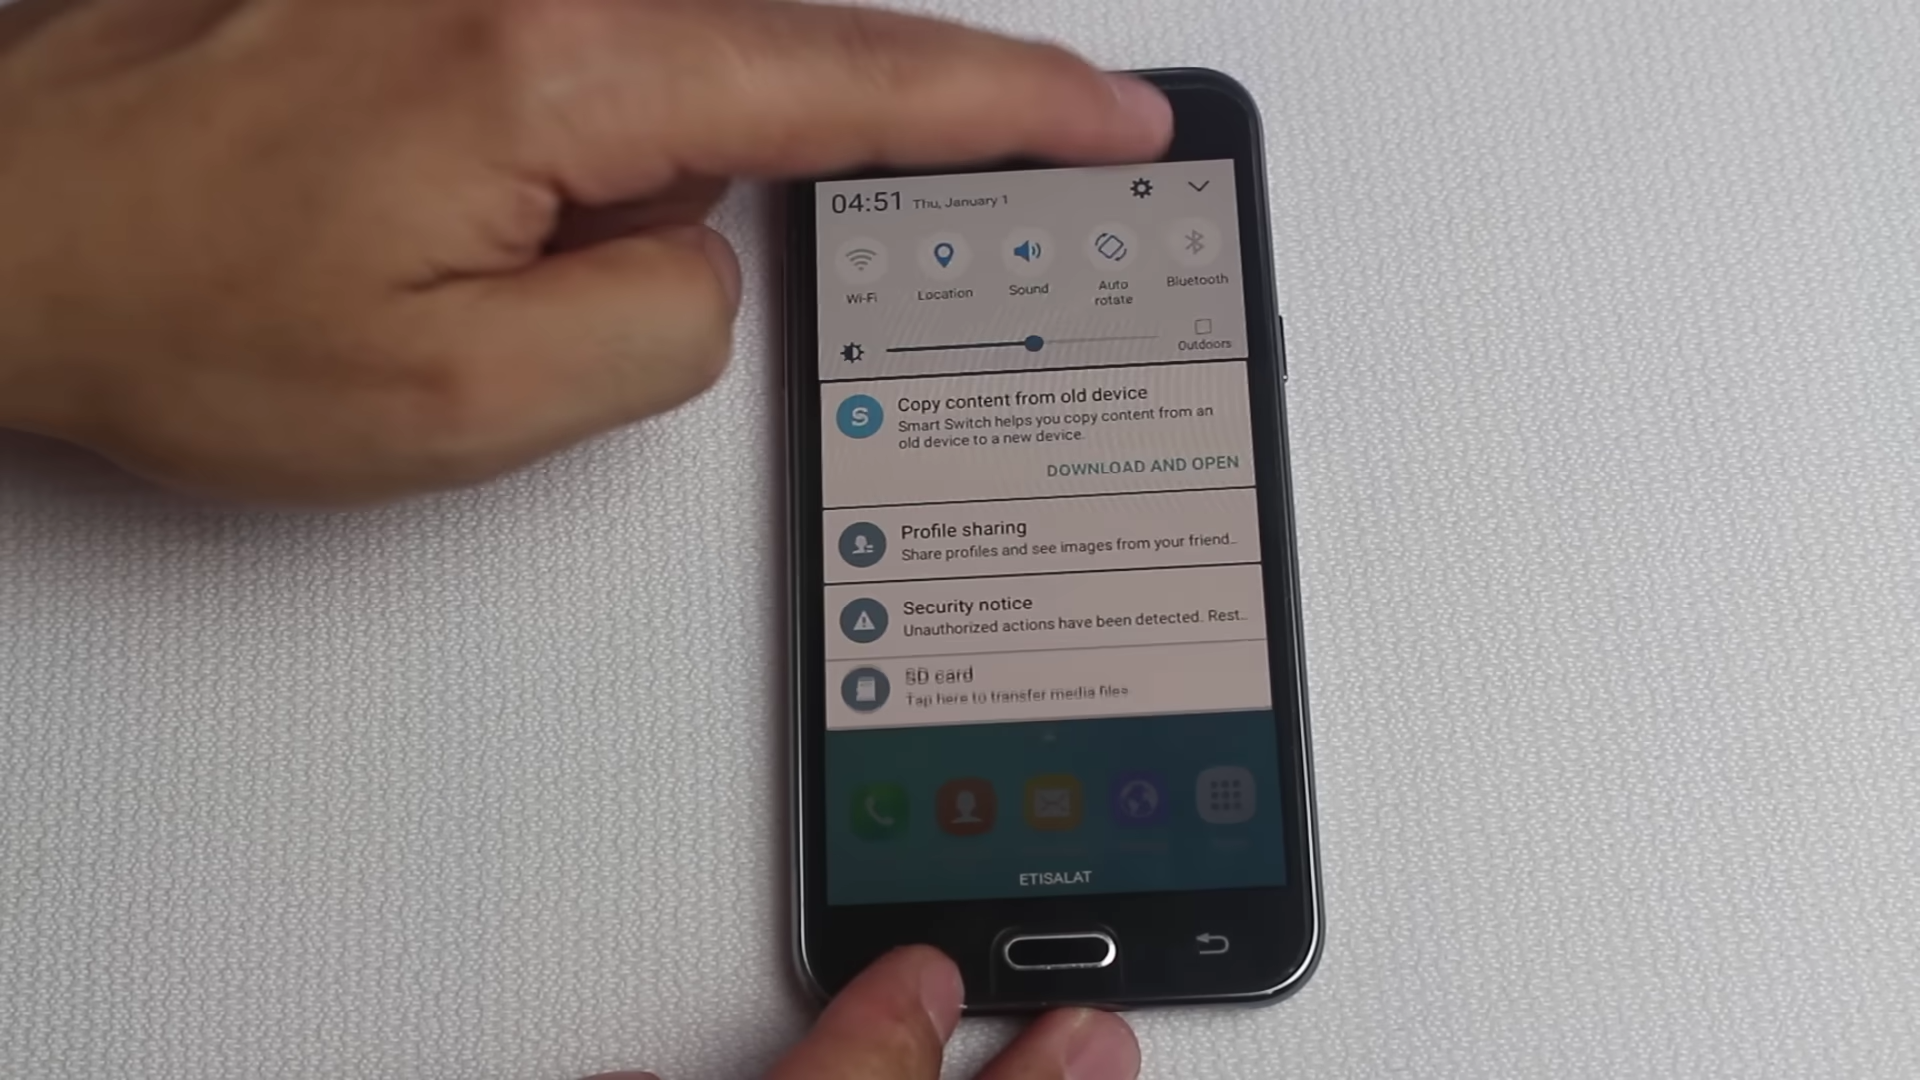 04:51 Thu, January 1
Wi-Fi
Location
Sound
Auto
rotate
Bluetooth
Outdoors
S
Copy content from old device
Smart Switch helps you copy content from an
old device to a new device.
DOWNLOAD AND OPEN
Profile sharing
Share profiles and see images from your friend..
Security notice
Unauthorized actions have been detected. Rest..
SD card
Tap here to transfer media files
ETISALAT